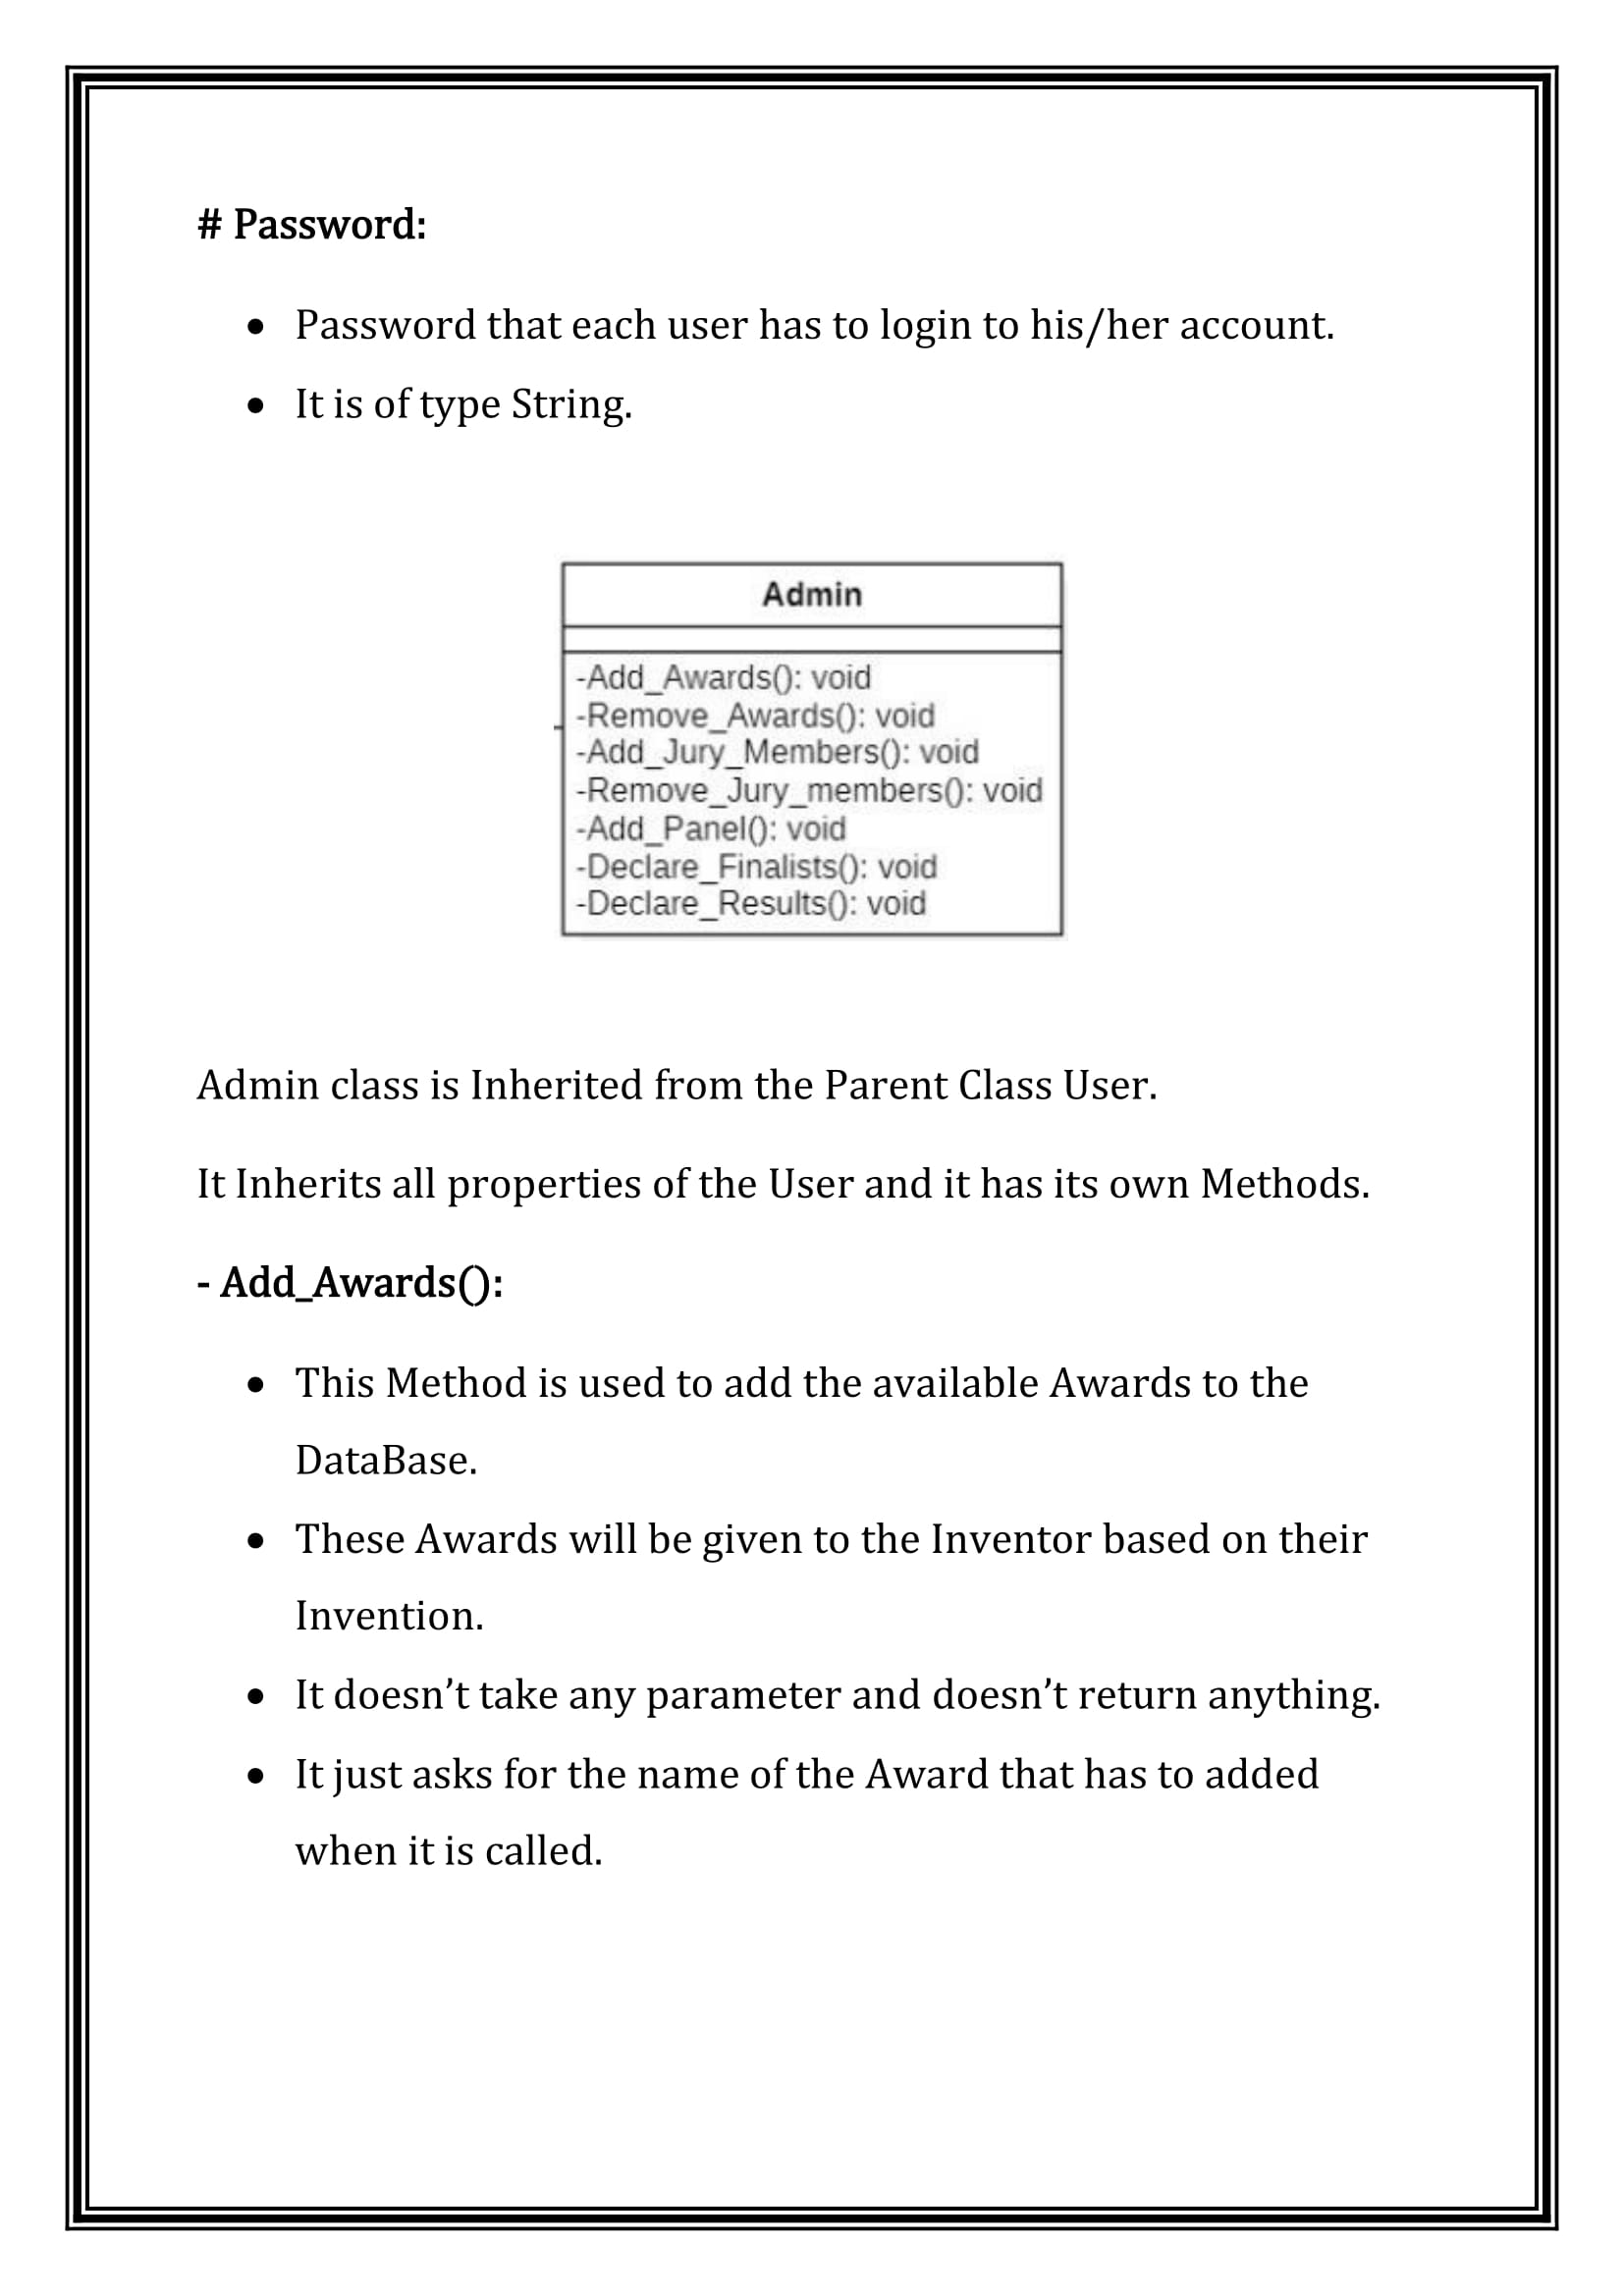 # Password:
• Password that each user has to login to his/her account.
• It is of type String.
Admin
-Add_Awards(): void
-Remove_Awards(): void
-Add_Jury_Members(): void
-Remove_Jury_members(): void
-Add_Panel(): void
-Declare_Finalists(): void
-Declare_Results(): void
Admin class is Inherited from the Parent Class User.
It Inherits all properties of the User and it has its own Methods.
- Add_Awards():
• This Method is used to add the available Awards to the
DataBase.
• These Awards will be given to the Inventor based on their
Invention.
• It doesn’t take any parameter and doesn’t return anything.
• It just asks for the name of the Award that has to added
when it is called.